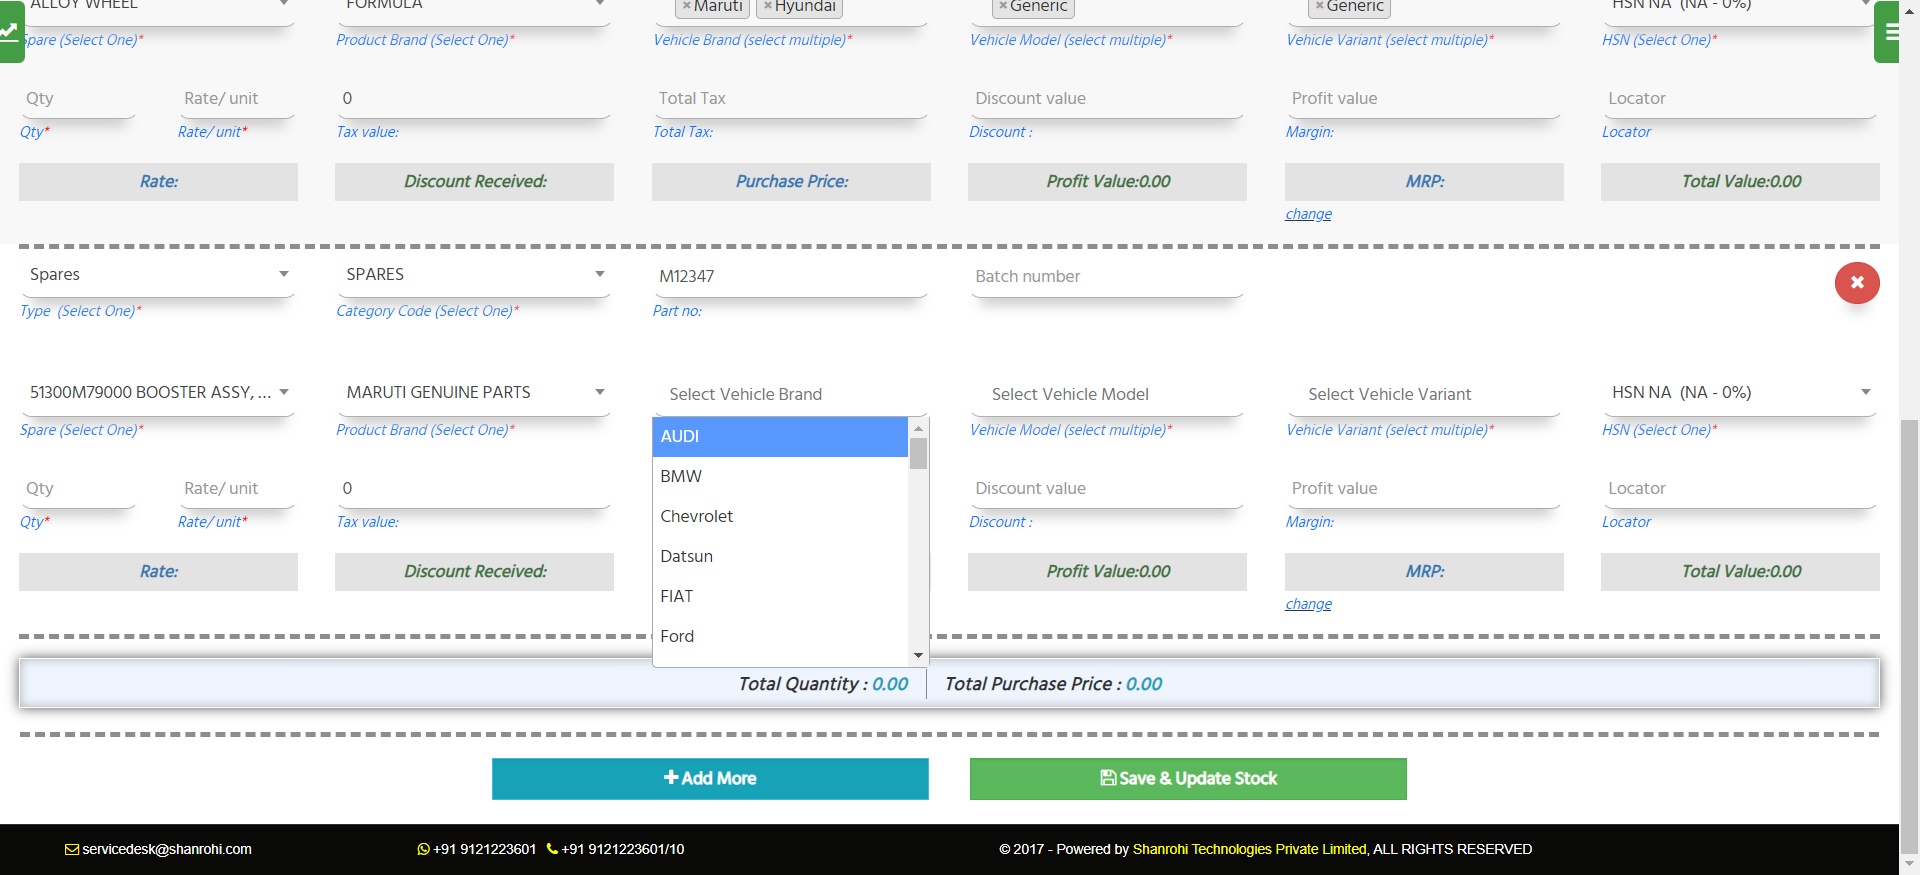 ALLOY WHEEL FORMULA ×Maruti ×Hyundai ×Generic ×Generic HSN NA (NA - 0%)
Spare (Select One)* Product Brand (Select One)* Vehicle Brand (select multiple)* Vehicle Model (select multiple)* Vehicle Variant (select multiple)* HSN (Select One)*
Qty Rate/ unit 0 Total Tax Discount value Profit value Locator
Qty* Rate/ unit* Tax value: Total Tax: Discount : Margin: Locator
Rate: Discount Received: Purchase Price: Profit Value:0.00 MRP: Total Value:0.00
change
Spares SPARES M12347 Batch number
Type (Select One)* Category Code (Select One)* Part no:
51300M79000 BOOSTER ASSY, ... MARUTI GENUINE PARTS Select Vehicle Brand Select Vehicle Model Select Vehicle Variant HSN NA (NA - 0%)
Spare (Select One)* Product Brand (Select One)* Vehicle Model (select multiple)* Vehicle Variant (select multiple)* HSN (Select One)*
AUDI
BMW
Chevrolet
Datsun
FIAT
Ford
Qty Rate/ unit 0 Discount value Profit value Locator
Qty* Rate/ unit* Tax value: Discount : Margin: Locator
Rate: Discount Received: Profit Value:0.00 MRP: Total Value:0.00
change
Total Quantity : 0.00 Total Purchase Price : 0.00
Add More Save & Update Stock
servicedesk@shanrohi.com +91 9121223601 +91 9121223601/10 © 2017 - Powered by Shanrohi Technologies Private Limited, ALL RIGHTS RESERVED